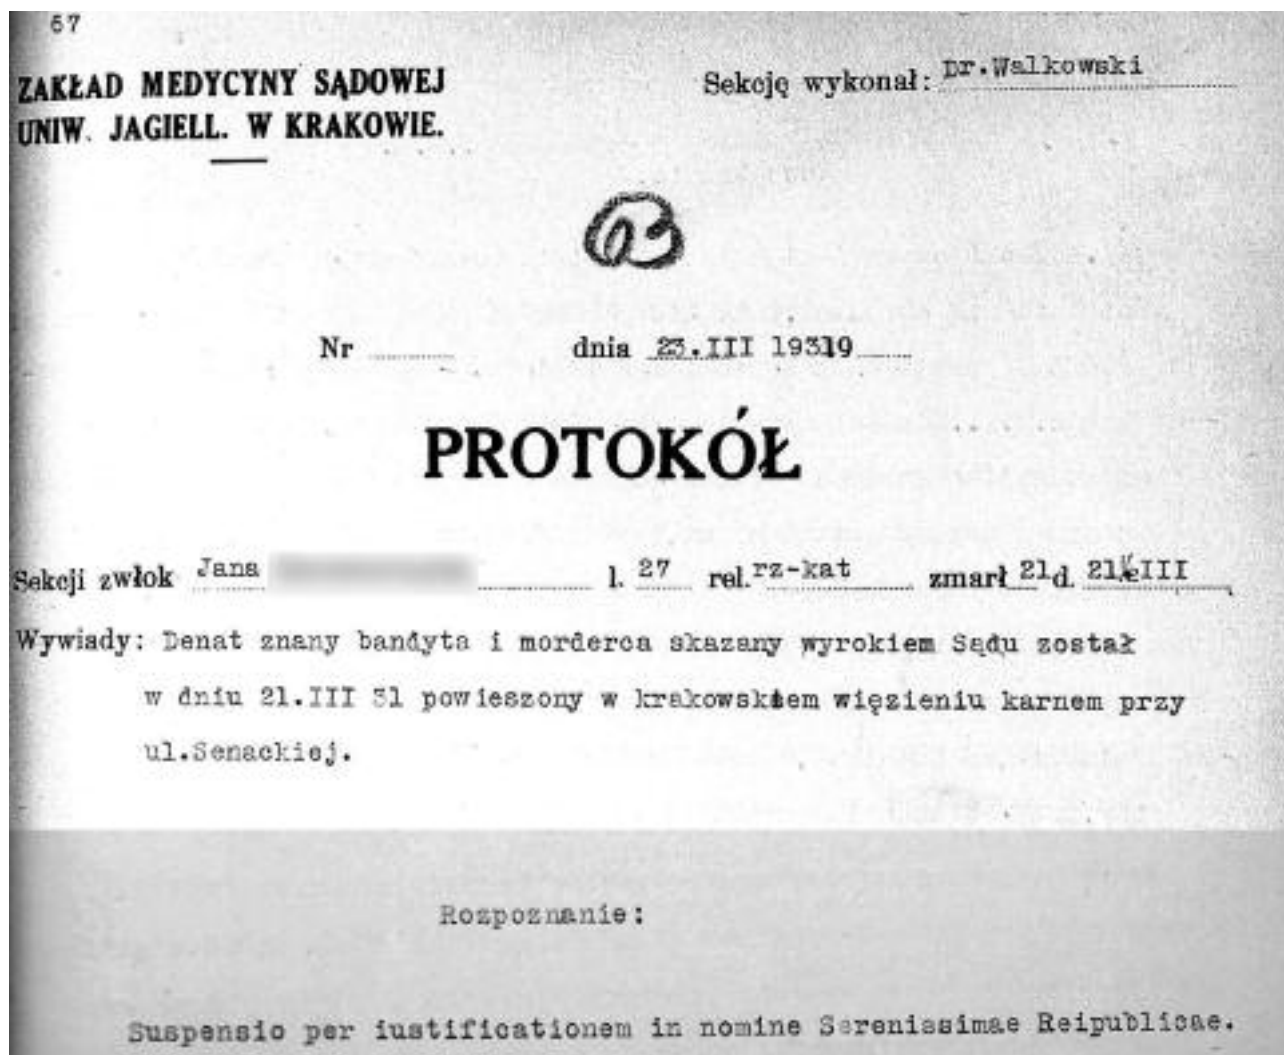 67
ZAKŁAD MEDYCYNY SĄDOWEJ
UNIW. JAGIELL. W KRAKOWIE.
Sekcję wykonał: Dr.Walkowski
Nr dnia 23.III 19319
PROTOKÓŁ
Sekcji zwłok Jana l. 27 rel. rz-kat zmarł 21 d. 21 III
Wywiady: Denat znany bandyta i morderca skazany wyrokiem Sądu został
w dniu 21.III 31 powieszony w krakowskiem więzieniu karnem przy
ul.Senackiej.
Rozpoznanie:
Suspensio per iustificationem in nomine Serenissimae Reipublicae.